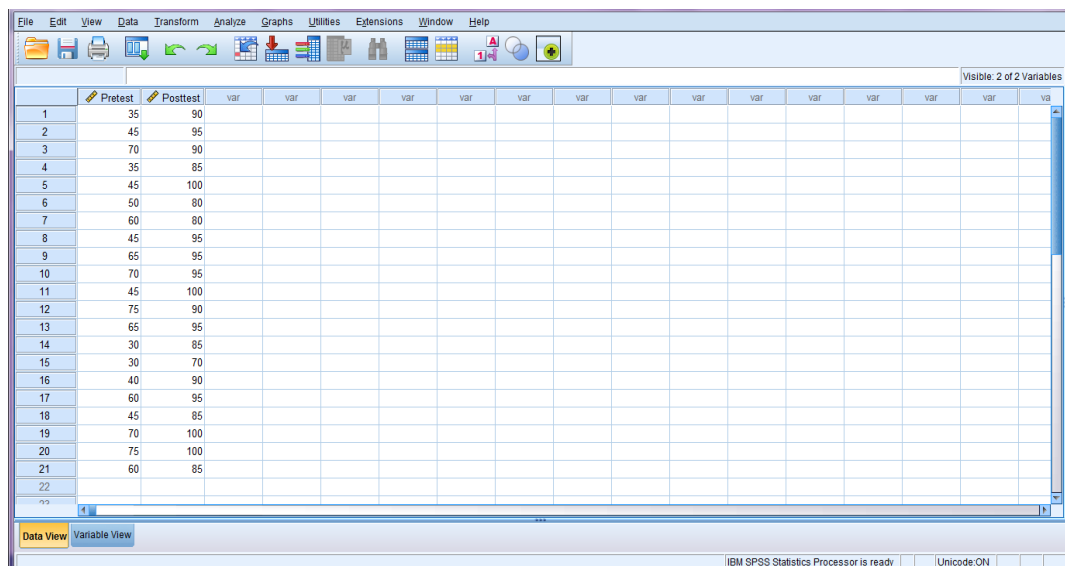 File Edit View Data Transform Analyze Graphs Utilities Extensions Window Help
Visible: 2 of 2 Variables
Pretest Posttest var var var var var var var var var var var var var var va
1 35 90
2 45 95
3 70 90
4 35 85
5 45 100
6 50 80
7 60 80
8 45 95
9 65 95
10 70 95
11 45 100
12 75 90
13 65 95
14 30 85
15 30 70
16 40 90
17 60 95
18 45 85
19 70 100
20 75 100
21 60 85
22
Data View Variable View
IBM SPSS Statistics Processor is ready Unicode:ON